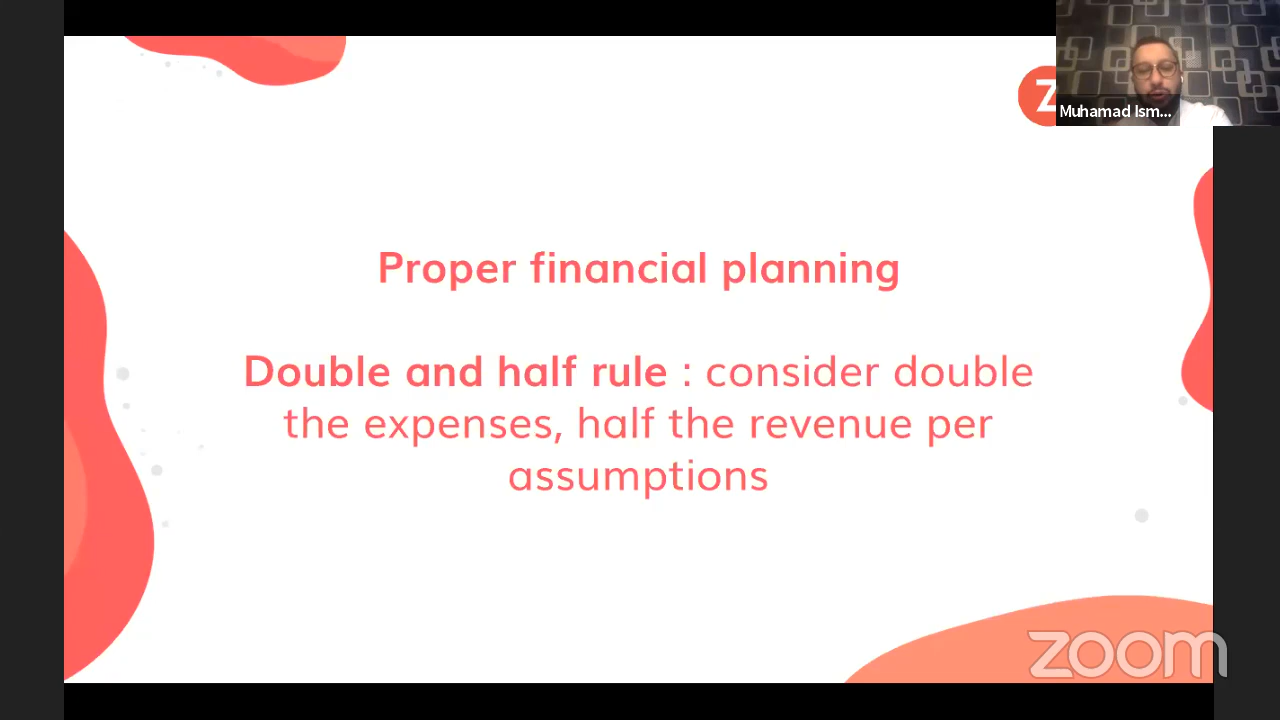 Z
Muhamad Ism...
Proper financial planning
Double and half rule : consider double
the expenses, half the revenue per
assumptions
zoom